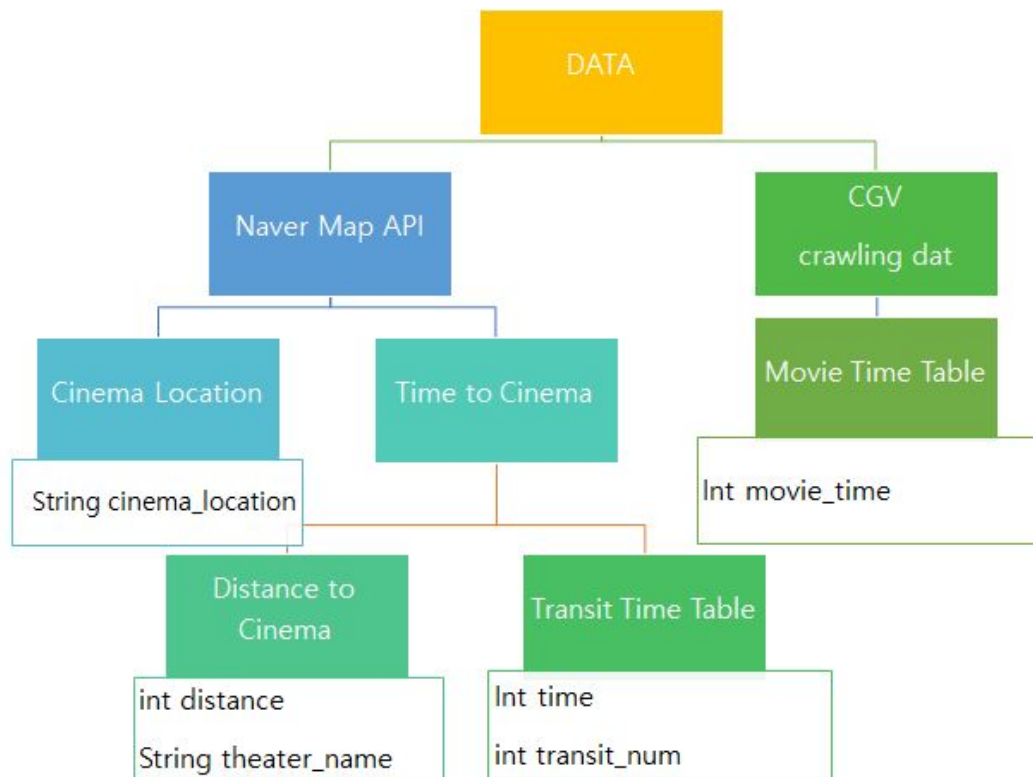 DATA
Naver Map API
CGV
crawling dat
Cinema Location
Time to Cinema
Movie Time Table
String cinema_location
Int movie_time
Distance to
Cinema
Transit Time Table
int distance
String theater_name
Int time
int transit_num